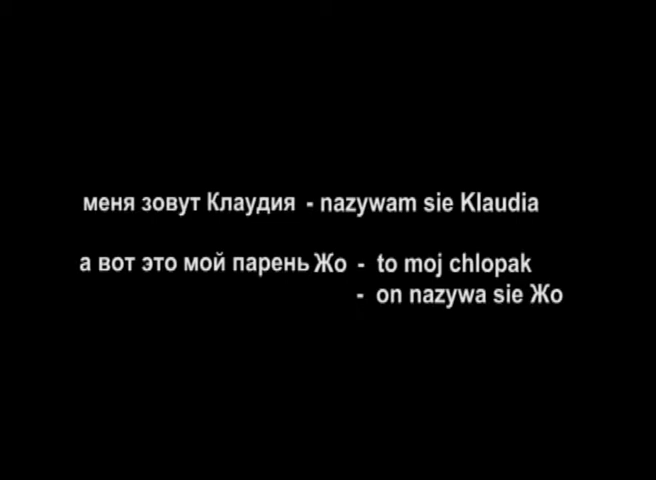 меня зовут Клаудия - nazywam sie Klaudia
а вот это мой парень Жо - to moj chlopak
- on nazywa sie Жо